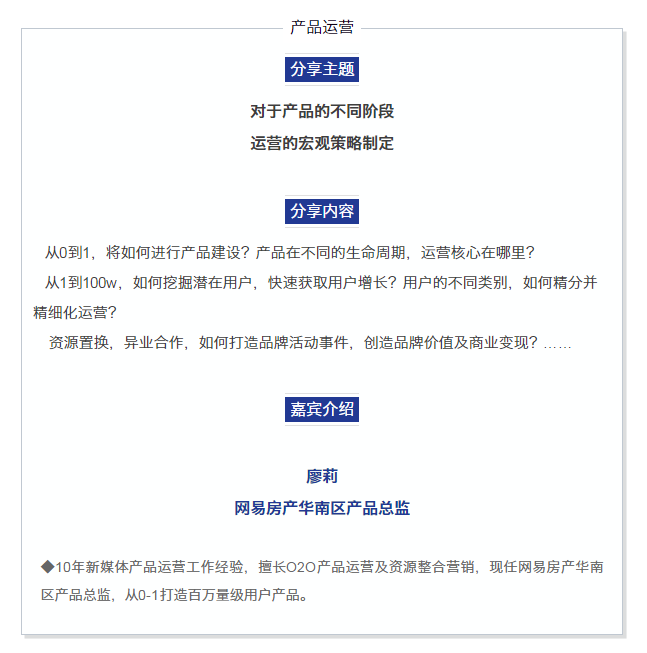 产品运营
分享主题
对于产品的不同阶段
运营的宏观策略制定
分享内容
从0到1，将如何进行产品建设？产品在不同的生命周期，运营核心在哪里？
从1到100w，如何挖掘潜在用户，快速获取用户增长？用户的不同类别，如何精分并
精细化运营？
资源置换，异业合作，如何打造品牌活动事件，创造品牌价值及商业变现？……
嘉宾介绍
廖莉
网易房产华南区产品总监
◆10年新媒体产品运营工作经验，擅长O2O产品运营及资源整合营销，现任网易房产华南
区产品总监，从0-1打造百万量级用户产品。